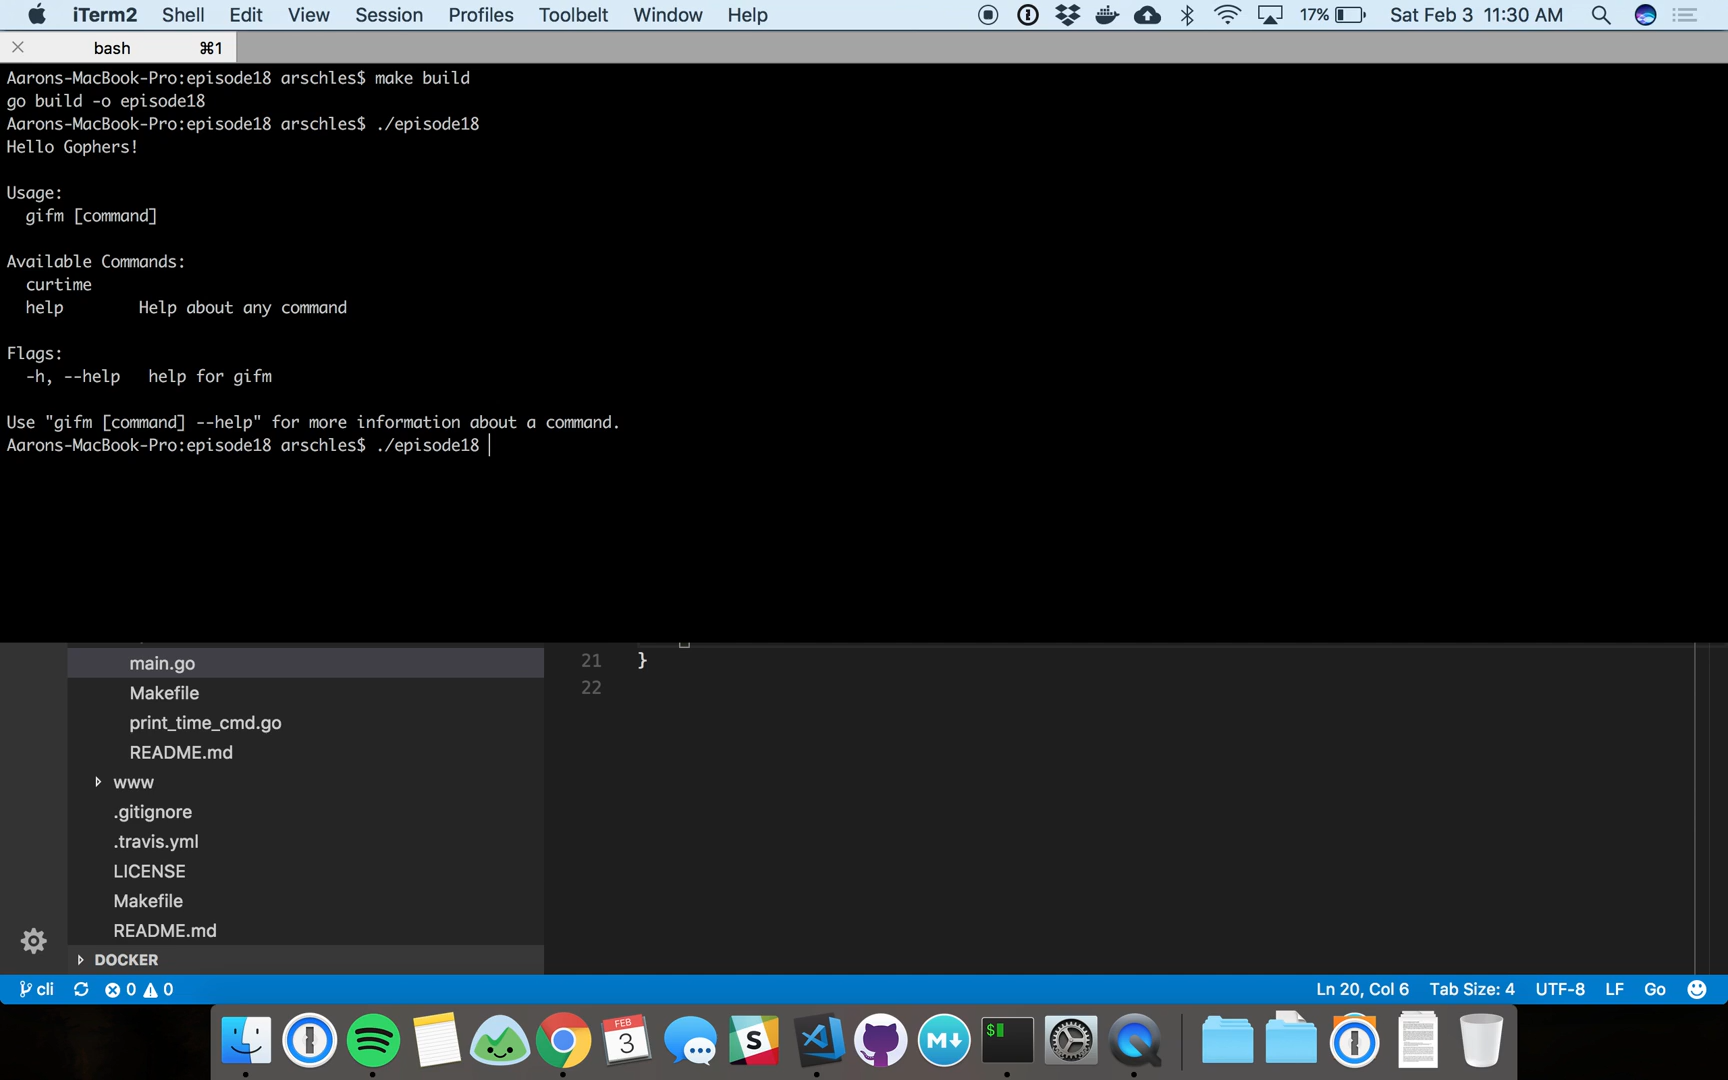 iTerm2 Shell Edit View Session Profiles Toolbelt Window Help 17% Sat Feb 3 11:30 AM
bash ⌘1
Aarons-MacBook-Pro:episode18 arschles$ make build
go build -o episode18
Aarons-MacBook-Pro:episode18 arschles$ ./episode18
Hello Gophers!
Usage:
gifm [command]
Available Commands:
curtime
help Help about any command
Flags:
-h, --help help for gifm
Use "gifm [command] --help" for more information about a command.
Aarons-MacBook-Pro:episode18 arschles$ ./episode18
main.go
Makefile
print_time_cmd.go
README.md
www
.gitignore
.travis.yml
LICENSE
Makefile
README.md
DOCKER
21 }
22
cli 0 0 Ln 20, Col 6 Tab Size: 4 UTF-8 LF Go
FEB
3
S
M
$